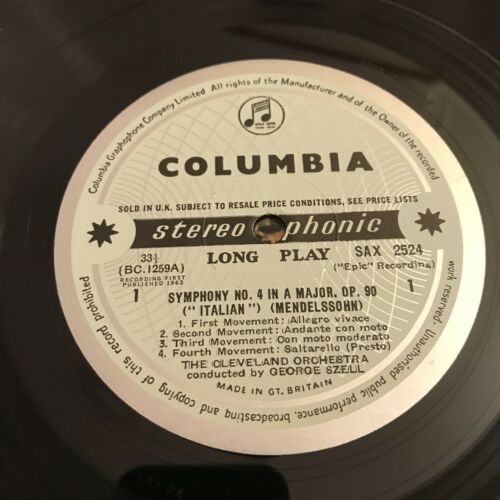 Columbia Graphophone Company Limited. All rights of the Manufacturer and of the Owner of the recorded
work reserved. Unauthorised public performance, broadcasting and copying of this record prohibited
COLUMBIA
SOLD IN U.K. SUBJECT TO RESALE PRICE CONDITIONS, SEE PRICE LISTS
stereo phonic
33⅓ LONG PLAY SAX 2524
(BC.1259A) ("Epic" Recording)
RECORDING FIRST
PUBLISHED 1963
1 SYMPHONY NO. 4 IN A MAJOR, OP. 90 1
("ITALIAN") (MENDELSSOHN)
1. First Movement: Allegro vivace
2. Second Movement: Andante con moto
3. Third Movement: Con moto moderato
4. Fourth Movement: Saltarello (Presto)
THE CLEVELAND ORCHESTRA
conducted by GEORGE SZELL
MADE IN GT. BRITAIN